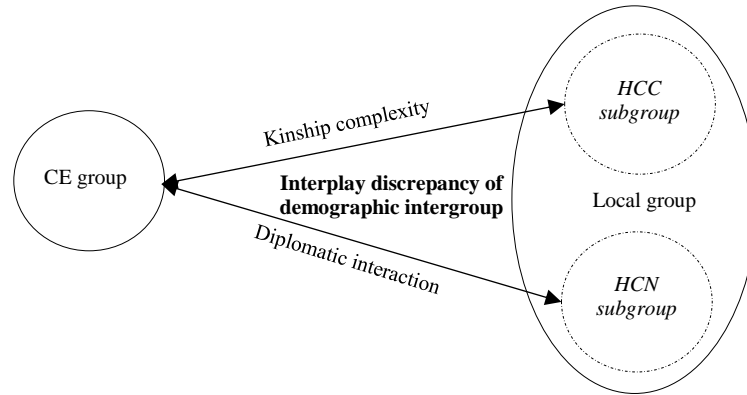 CE group
Kinship complexity
Interplay discrepancy of
demographic intergroup
Diplomatic interaction
HCC
subgroup
Local group
HCN
subgroup